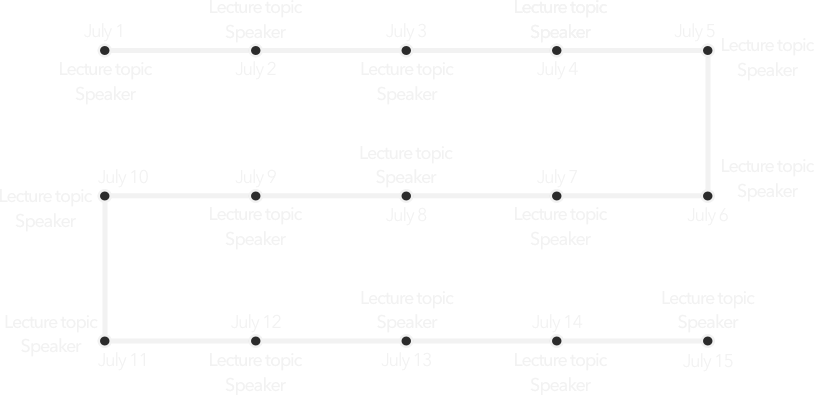 July 1
Lecture topic
Speaker
Lecture topic
Speaker
July 2
July 3
Lecture topic
Speaker
Lecture topic
Speaker
July 4
July 5
Lecture topic
Speaker
Lecture topic
Speaker
July 6
July 7
Lecture topic
Speaker
Lecture topic
Speaker
July 8
July 9
Lecture topic
Speaker
July 10
Lecture topic
Speaker
Lecture topic
Speaker
July 11
July 12
Lecture topic
Speaker
Lecture topic
Speaker
July 13
July 14
Lecture topic
Speaker
Lecture topic
Speaker
July 15